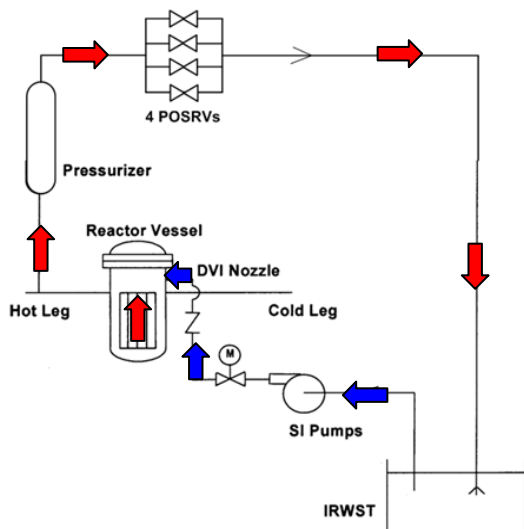 4 POSRVs
Pressurizer
Reactor Vessel
DVI Nozzle
Hot Leg
Cold Leg
M
SI Pumps
IRWST